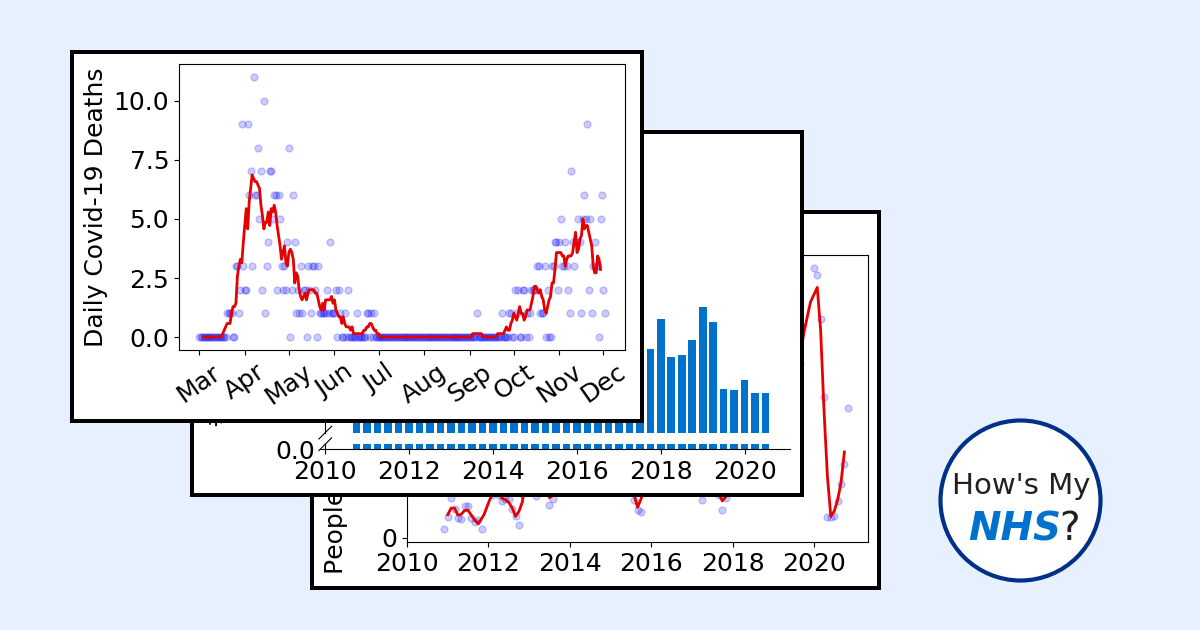 Daily Covid-19 Deaths
10.0
7.5
5.0
2.5
0.0
Mar Apr May Jun Jul Aug Sep Oct Nov Dec
0.0
2010 2012 2014 2016 2018 2020
People
0
2010 2012 2014 2016 2018 2020
How's My
NHS?